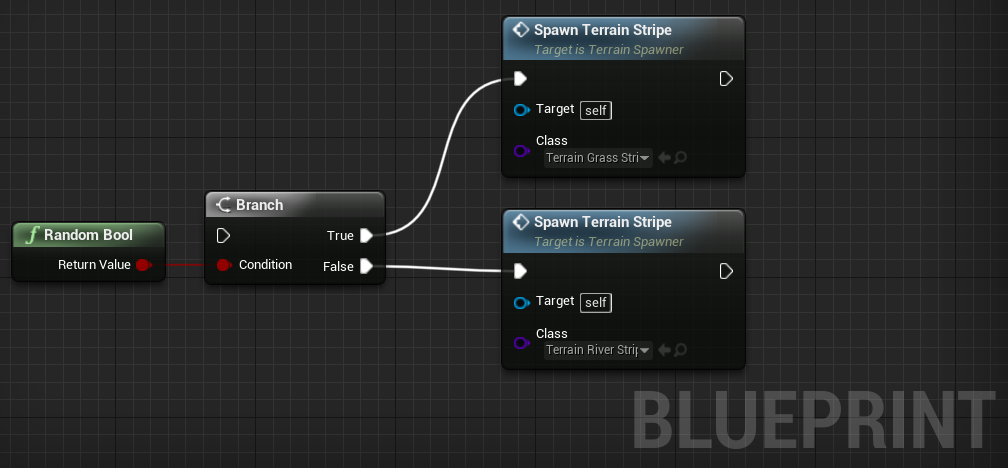 Spawn Terrain Stripe
Target is Terrain Spawner
Target self
Class
Terrain Grass Stri
Branch
True
Condition
False
f Random Bool
Return Value
Spawn Terrain Stripe
Target is Terrain Spawner
Target self
Class
Terrain River Strip
BLUEPRINT